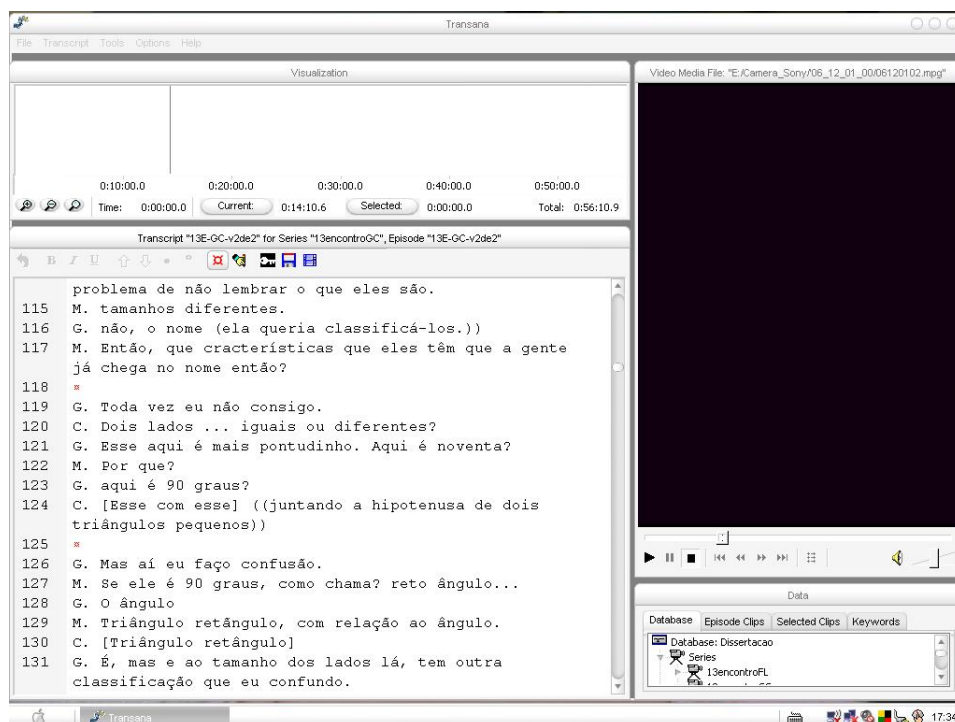 Transana
File Transcript Tools Options Help
Visualization
0:10:00.0 0:20:00.0 0:30:00.0 0:40:00.0 0:50:00.0
Time: 0:00:00.0 Current: 0:14:10.6 Selected: 0:00:00.0 Total: 0:56:10.9
Video Media File: "E:/Camera_Sony/06_12_01_00/06120102.mpg"
Transcript "13E-GC-v2de2" for Series "13encontroGC", Episode "13E-GC-v2de2"
B I U
problema de não lembrar o que eles são.
115 M. tamanhos diferentes.
116 G. não, o nome (ela queria classificá-los.))
117 M. Então, que cracterísticas que eles têm que a gente
já chega no nome então?
118 ¤
119 G. Toda vez eu não consigo.
120 C. Dois lados ... iguais ou diferentes?
121 G. Esse aqui é mais pontudinho. Aqui é noventa?
122 M. Por que?
123 G. aqui é 90 graus?
124 C. [Esse com esse] ((juntando a hipotenusa de dois
triângulos pequenos))
125 ¤
126 G. Mas aí eu faço confusão.
127 M. Se ele é 90 graus, como chama? reto ângulo...
128 G. O ângulo
129 M. Triângulo retângulo, com relação ao ângulo.
130 C. [Triângulo retângulo]
131 G. É, mas e ao tamanho dos lados lá, tem outra
classificação que eu confundo.
Data
Database Episode Clips Selected Clips Keywords
Database: Dissertacao
Series
13encontroFL
Transana
17:34